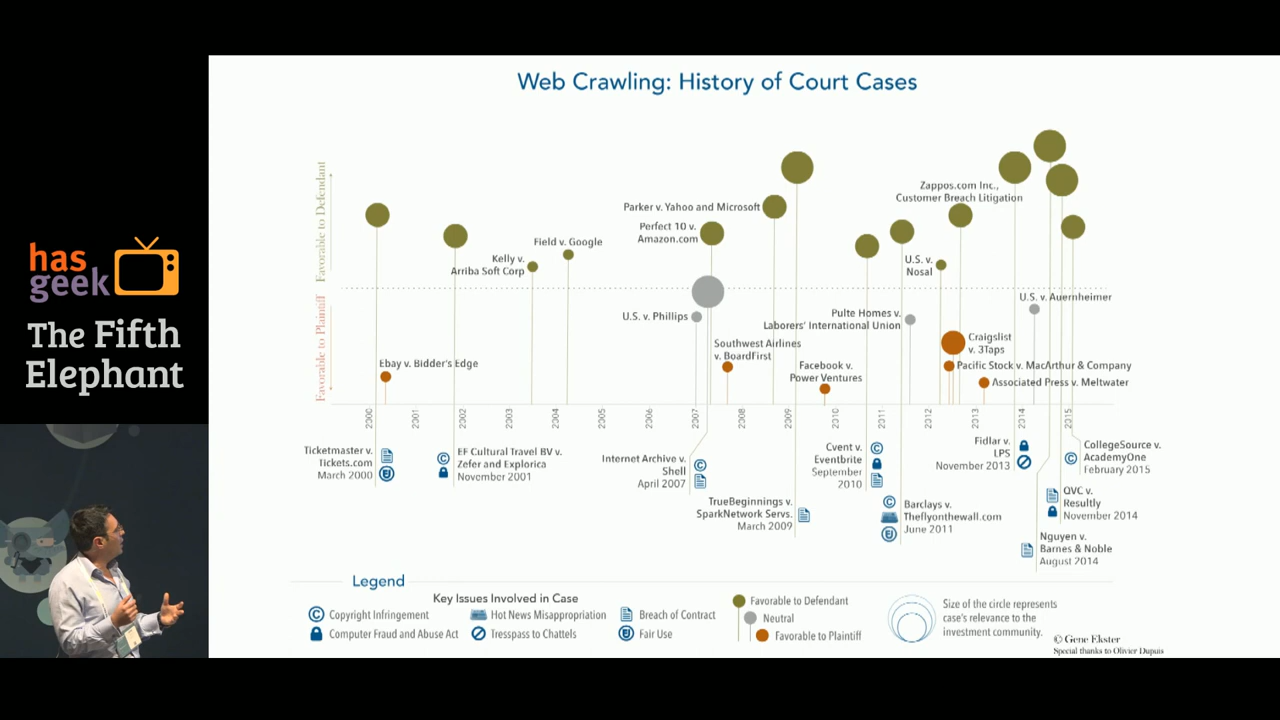 has
geek
The Fifth
Elephant
Web Crawling: History of Court Cases
Favorable to Defendant
Favorable to Plaintiff
Zappos.com Inc.,
Customer Breach Litigation
Parker v. Yahoo and Microsoft
Perfect 10 v.
Amazon.com
Field v. Google
Kelly v.
Arriba Soft Corp
U.S. v.
Nosal
U.S. v. Auernheimer
U.S. v. Phillips
Pulte Homes v.
Laborers' International Union
Southwest Airlines
v. BoardFirst
Craigslist
v. 3Taps
Ebay v. Bidder's Edge
Facebook v.
Power Ventures
Pacific Stock v. MacArthur & Company
Associated Press v. Meltwater
2000
2001
2002
2003
2004
2005
2006
2007
2008
2009
2010
2011
2012
2013
2014
2015
Ticketmaster v.
Tickets.com
March 2000
EF Cultural Travel BV v.
Zefer and Explorica
November 2001
Internet Archive v.
Shell
April 2007
TrueBeginnings v.
SparkNetwork Servs.
March 2009
Cvent v.
Eventbrite
September
2010
Barclays v.
Theflyonthewall.com
June 2011
Fidlar v.
LPS
November 2013
CollegeSource v.
AcademyOne
February 2015
QVC v.
Resultly
November 2014
Nguyen v.
Barnes & Noble
August 2014
Legend
Key Issues Involved in Case
Copyright Infringement
Hot News Misappropriation
Breach of Contract
Computer Fraud and Abuse Act
Tresspass to Chattels
Fair Use
Favorable to Defendant
Neutral
Favorable to Plaintiff
Size of the circle represents
case's relevance to the
investment community.
© Gene Ekster
Special thanks to Olivier Dupuis